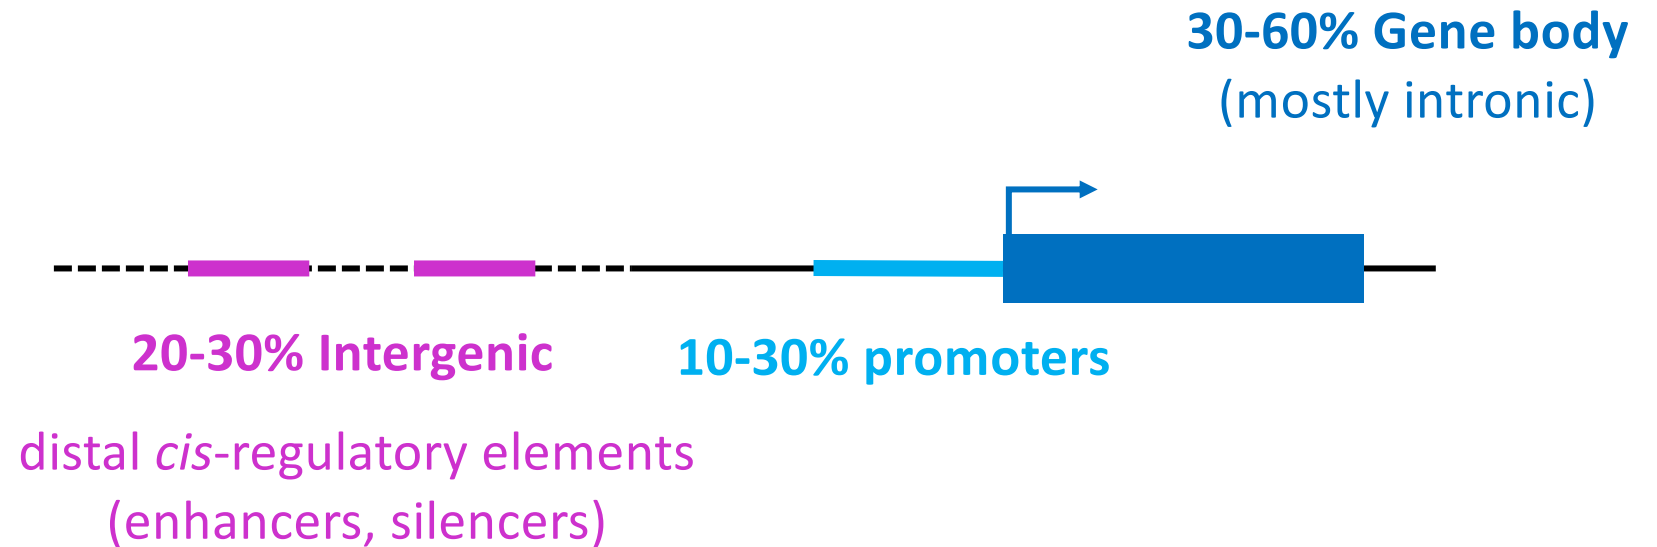 30-60% Gene body
(mostly intronic)
20-30% Intergenic
10-30% promoters
distal cis-regulatory elements
(enhancers, silencers)